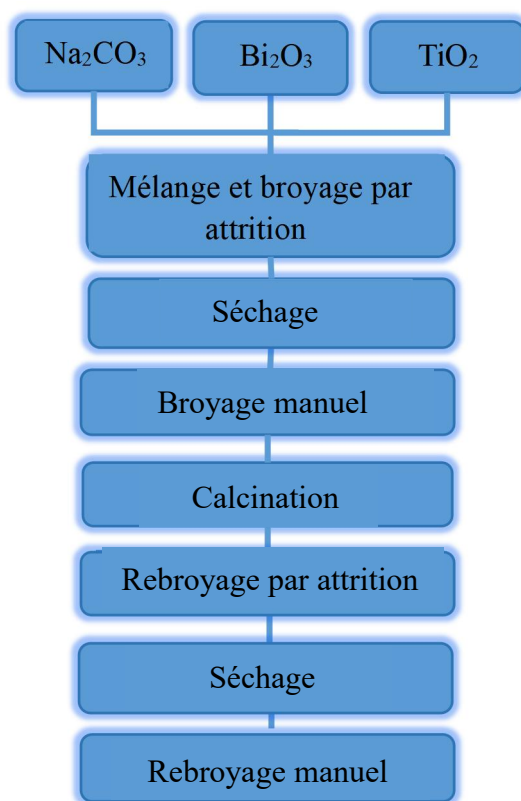 Na₂CO₃ Bi₂O₃ TiO₂
Mélange et broyage par
attrition
Séchage
Broyage manuel
Calcination
Rebroyage par attrition
Séchage
Rebroyage manuel